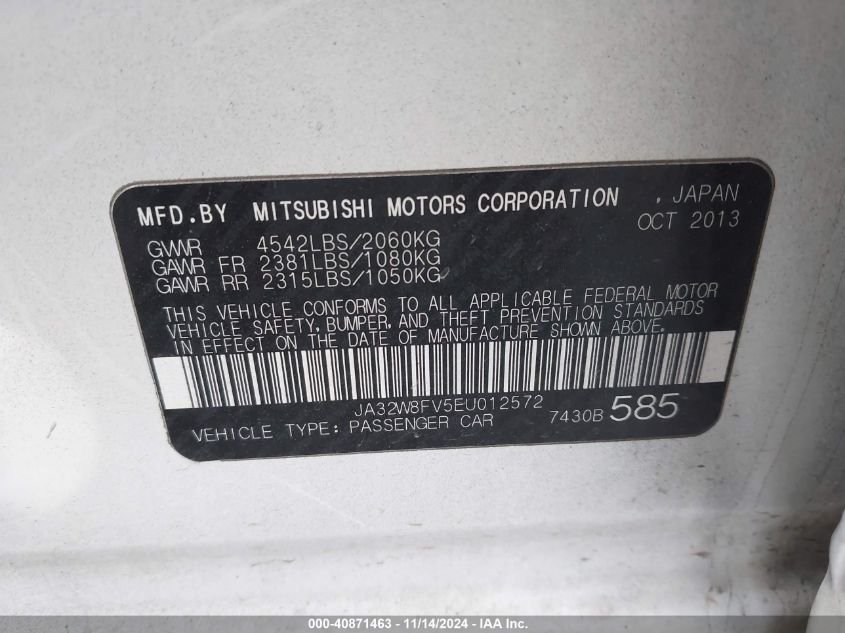 MFD.BY MITSUBISHI MOTORS CORPORATION , JAPAN
OCT 2013
GVWR 4542LBS/2060KG
GAWR FR 2381LBS/1080KG
GAWR RR 2315LBS/1050KG
THIS VEHICLE CONFORMS TO ALL APPLICABLE FEDERAL MOTOR
VEHICLE SAFETY, BUMPER, AND THEFT PREVENTION STANDARDS
IN EFFECT ON THE DATE OF MANUFACTURE SHOWN ABOVE.
JA32W8FV5EU012572
VEHICLE TYPE: PASSENGER CAR 7430B 585
000-40871463 - 11/14/2024 - IAA Inc.